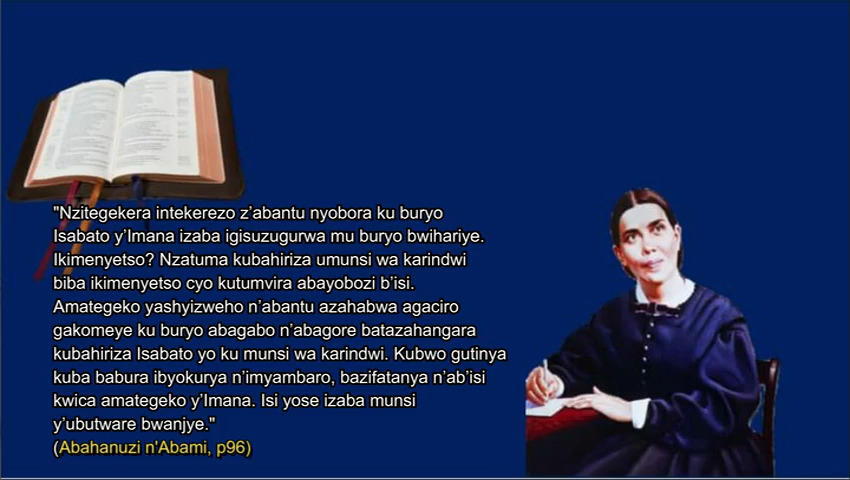 "Nzitegekera intekerezo z’abantu nyobora ku buryo
Isabato y’Imana izaba igisuzugurwa mu buryo bwihariye.
Ikimenyetso? Nzatuma kubahiriza umunsi wa karindwi
biba ikimenyetso cyo kutumvira abayobozi b’isi.
Amategeko yashyizweho n’abantu azahabwa agaciro
gakomeye ku buryo abagabo n’abagore batazahangara
kubahiriza Isabato yo ku munsi wa karindwi. Kubwo gutinya
kuba babura ibyokurya n’imyambaro, bazifatanya n’ab’isi
kwica amategeko y’Imana. Isi yose izaba munsi
y’ubutware bwanjye."
(Abahanuzi n'Abami, p96)